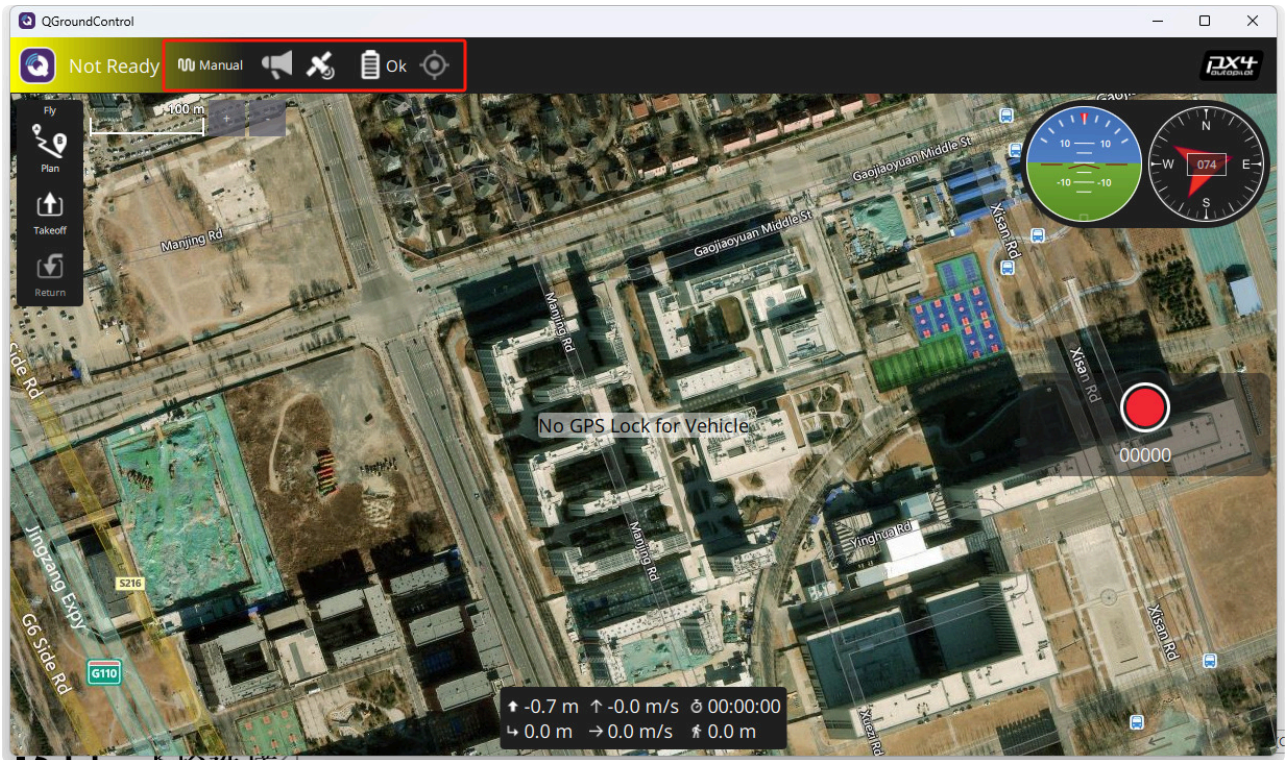 QGroundControl
Not Ready
Manual
Ok
px4
autopilot
Fly
100 m
+
-
Plan
Takeoff
Return
Manjing Rd
Gaojiaoyuan Middle St
Gaojiaoyuan Middle St
10 10
-10 -10
N
W 074 E
S
Xisan Rd
Manjing Rd
Xisan Rd
Side Rd
No GPS Lock for Vehicle
00000
Manjing Rd
Yinghua Rd
Jingzang Expy
S216
G6 Side Rd
G110
Xisan Rd
Xuezi Rd
-0.7 m -0.0 m/s 00:00:00
0.0 m 0.0 m/s 0.0 m